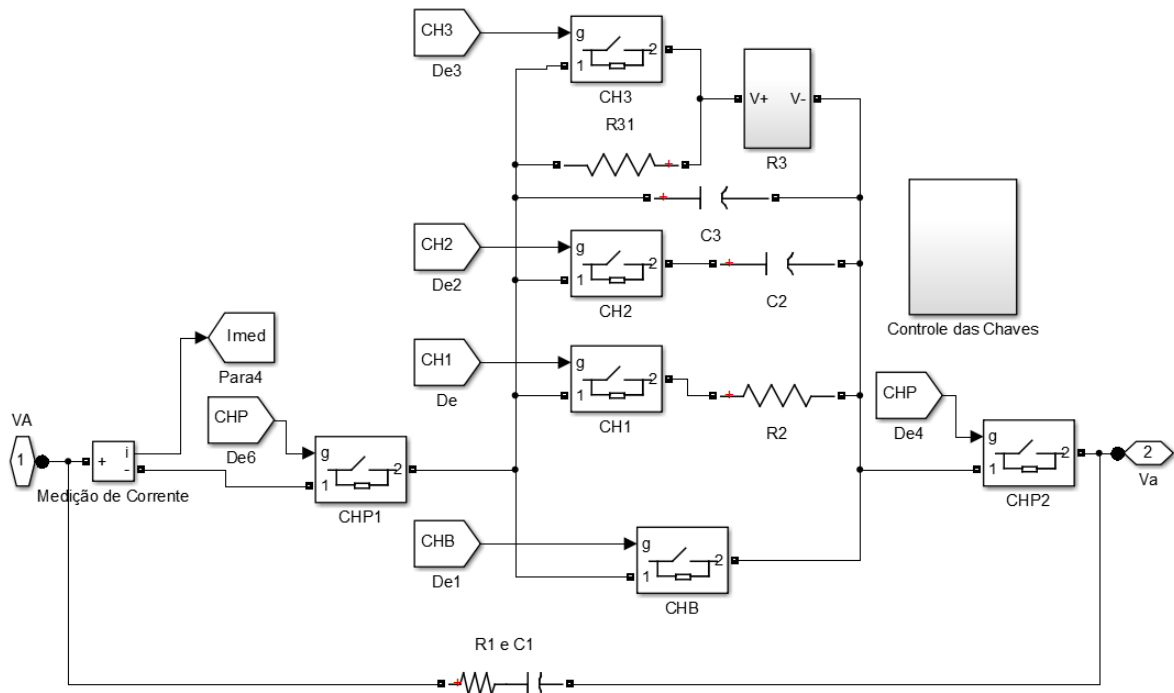 CH3
De3
g
1
2
CH3
R31
V+
V-
R3
C3
CH2
De2
g
1
2
CH2
C2
Controle das Chaves
Imed
Para4
CH1
De
g
1
2
CH1
R2
CHP
De4
VA
1
+
i
-
Medição de Corrente
CHP
De6
g
1
2
CHP1
g
1
2
CHP2
2
Va
CHB
De1
g
1
2
CHB
R1 e C1